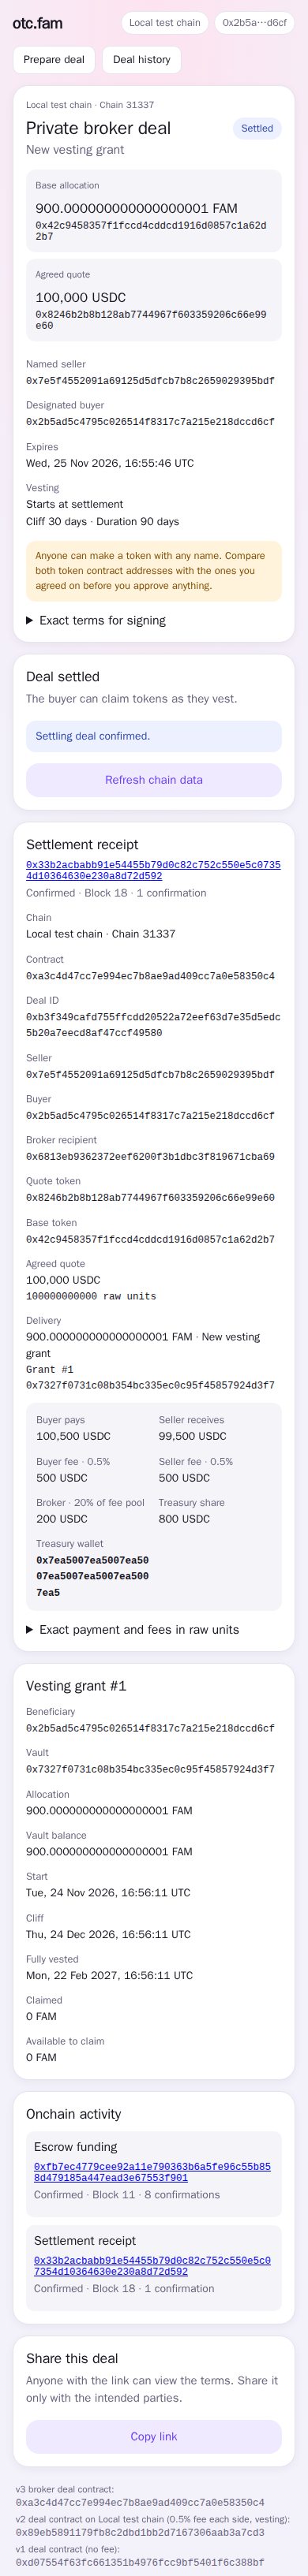 otc.fam
Local test chain
0x2b5a···d6cf
Prepare deal
Deal history
Local test chain · Chain 31337
Private broker deal
Settled
New vesting grant
Base allocation
900.000000000000000001 FAM
0x42c9458357f1fccd4cddcd1916d0857c1a62d
2b7
Agreed quote
100,000 USDC
0x8246b2b8b128ab7744967f603359206c66e99
e60
Named seller
0x7e5f4552091a69125d5dfcb7b8c2659029395bdf
Designated buyer
0x2b5ad5c4795c026514f8317c7a215e218dccd6cf
Expires
Wed, 25 Nov 2026, 16:55:46 UTC
Vesting
Starts at settlement
Cliff 30 days · Duration 90 days
Anyone can make a token with any name. Compare
both token contract addresses with the ones you
agreed on before you approve anything.
▶ Exact terms for signing
Deal settled
The buyer can claim tokens as they vest.
Settling deal confirmed.
Refresh chain data
Settlement receipt
0x33b2acbabb91e54455b79d0c82c752c550e5c0735
4d10364630e230a8d72d592
Confirmed · Block 18 · 1 confirmation
Chain
Local test chain · Chain 31337
Contract
0xa3c4d47cc7e994ec7b8ae9ad409cc7a0e58350c4
Deal ID
0xb3f349cafd755ffcdd20522a72eef63d7e35d5edc
5b20a7eecd8af47ccf49580
Seller
0x7e5f4552091a69125d5dfcb7b8c2659029395bdf
Buyer
0x2b5ad5c4795c026514f8317c7a215e218dccd6cf
Broker recipient
0x6813eb9362372eef6200f3b1dbc3f819671cba69
Quote token
0x8246b2b8b128ab7744967f603359206c66e99e60
Base token
0x42c9458357f1fccd4cddcd1916d0857c1a62d2b7
Agreed quote
100,000 USDC
100000000000 raw units
Delivery
900.000000000000000001 FAM · New vesting
grant
Grant #1
0x7327f0731c08b354bc335ec0c95f45857924d3f7
Buyer pays
100,500 USDC
Seller receives
99,500 USDC
Buyer fee · 0.5%
500 USDC
Seller fee · 0.5%
500 USDC
Broker · 20% of fee pool
200 USDC
Treasury share
800 USDC
Treasury wallet
0x7ea5007ea5007ea50
07ea5007ea5007ea500
7ea5
▶ Exact payment and fees in raw units
Vesting grant #1
Beneficiary
0x2b5ad5c4795c026514f8317c7a215e218dccd6cf
Vault
0x7327f0731c08b354bc335ec0c95f45857924d3f7
Allocation
900.000000000000000001 FAM
Vault balance
900.000000000000000001 FAM
Start
Tue, 24 Nov 2026, 16:56:11 UTC
Cliff
Thu, 24 Dec 2026, 16:56:11 UTC
Fully vested
Mon, 22 Feb 2027, 16:56:11 UTC
Claimed
0 FAM
Available to claim
0 FAM
Onchain activity
Escrow funding
0xfb7ec4779cee92a11e790363b6a5fe96c55b85
8d479185a447ead3e67553f901
Confirmed · Block 11 · 8 confirmations
Settlement receipt
0x33b2acbabb91e54455b79d0c82c752c550e5c0
7354d10364630e230a8d72d592
Confirmed · Block 18 · 1 confirmation
Share this deal
Anyone with the link can view the terms. Share it
only with the intended parties.
Copy link
v3 broker deal contract:
0xa3c4d47cc7e994ec7b8ae9ad409cc7a0e58350c4
v2 deal contract on Local test chain (0.5% fee each side, vesting):
0x89eb5891179fb8c2dbd1bb2d7167306aab3a7cd3
v1 deal contract (no fee):
0xd07554f63fc661351b4976fcc9bf5401f6c388bf